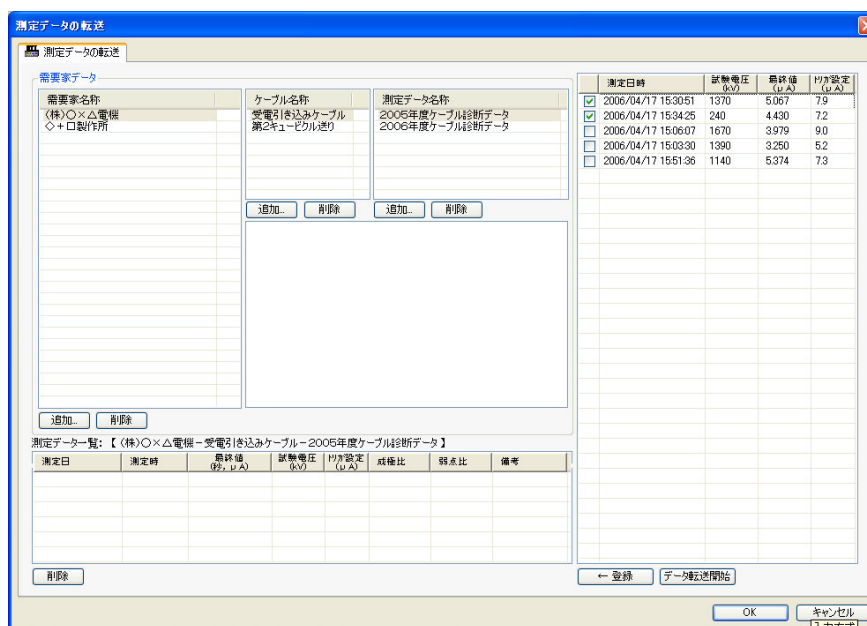 測定データの転送
測定データの転送
需要家データ
需要家名称
(株)○×△電機
◇+□製作所
ケーブル名称
受電引き込みケーブル
第2キュービクル送り
測定データ名称
2005年度ケーブル診断データ
2006年度ケーブル診断データ
追加... 削除 追加... 削除
追加... 削除
測定データ一覧:【(株)○×△電機-受電引き込みケーブル-2005年度ケーブル診断データ】
測定日 測定時 最終値(秒, μA) 試験電圧(kV) トリガ設定(μA) 成極比 弱点比 備考
削除
測定日時 試験電圧(kV) 最終値(μA) トリガ設定(μA)
2006/04/17 15:30:51 1370 5.067 7.9
2006/04/17 15:34:25 240 4.430 7.2
2006/04/17 15:06:07 1670 3.979 9.0
2006/04/17 15:03:30 1390 3.250 5.2
2006/04/17 15:51:36 1140 5.374 7.3
← 登録 データ転送開始
OK キャンセル